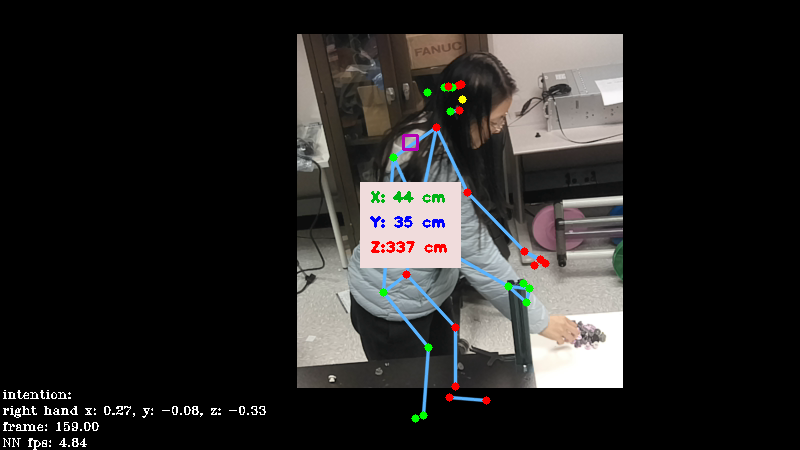 FANUC
X: 44 cm
Y: 35 cm
Z:337 cm
intention:
right hand x: 0.27, y: -0.08, z: -0.33
frame: 159.00
NN fps: 4.84